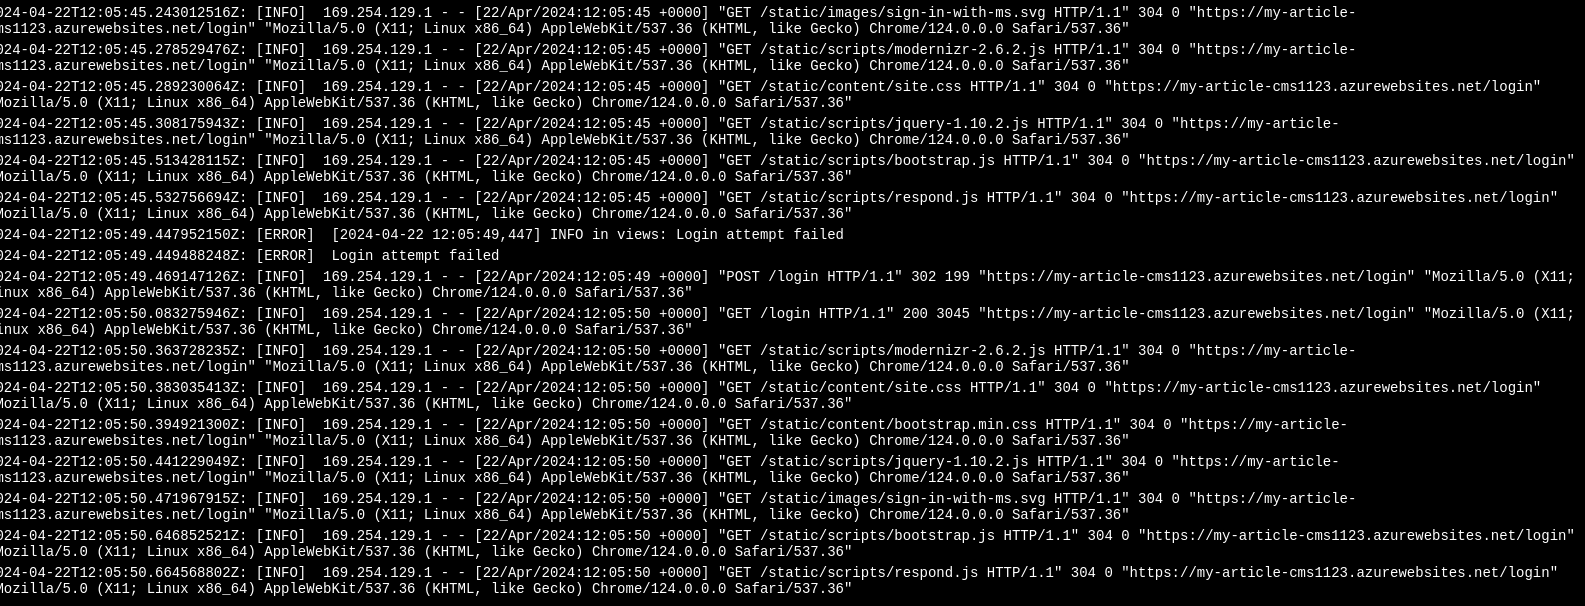 024-04-22T12:05:45.243012516Z: [INFO]  169.254.129.1 - - [22/Apr/2024:12:05:45 +0000] "GET /static/images/sign-in-with-ms.svg HTTP/1.1" 304 0 "https://my-article-
ms1123.azurewebsites.net/login" "Mozilla/5.0 (X11; Linux x86_64) AppleWebKit/537.36 (KHTML, like Gecko) Chrome/124.0.0.0 Safari/537.36"
024-04-22T12:05:45.278529476Z: [INFO]  169.254.129.1 - - [22/Apr/2024:12:05:45 +0000] "GET /static/scripts/modernizr-2.6.2.js HTTP/1.1" 304 0 "https://my-article-
ms1123.azurewebsites.net/login" "Mozilla/5.0 (X11; Linux x86_64) AppleWebKit/537.36 (KHTML, like Gecko) Chrome/124.0.0.0 Safari/537.36"
024-04-22T12:05:45.289230064Z: [INFO]  169.254.129.1 - - [22/Apr/2024:12:05:45 +0000] "GET /static/content/site.css HTTP/1.1" 304 0 "https://my-article-cms1123.azurewebsites.net/login"
Mozilla/5.0 (X11; Linux x86_64) AppleWebKit/537.36 (KHTML, like Gecko) Chrome/124.0.0.0 Safari/537.36"
024-04-22T12:05:45.308175943Z: [INFO]  169.254.129.1 - - [22/Apr/2024:12:05:45 +0000] "GET /static/scripts/jquery-1.10.2.js HTTP/1.1" 304 0 "https://my-article-
ms1123.azurewebsites.net/login" "Mozilla/5.0 (X11; Linux x86_64) AppleWebKit/537.36 (KHTML, like Gecko) Chrome/124.0.0.0 Safari/537.36"
024-04-22T12:05:45.513428115Z: [INFO]  169.254.129.1 - - [22/Apr/2024:12:05:45 +0000] "GET /static/scripts/bootstrap.js HTTP/1.1" 304 0 "https://my-article-cms1123.azurewebsites.net/login"
Mozilla/5.0 (X11; Linux x86_64) AppleWebKit/537.36 (KHTML, like Gecko) Chrome/124.0.0.0 Safari/537.36"
024-04-22T12:05:45.532756694Z: [INFO]  169.254.129.1 - - [22/Apr/2024:12:05:45 +0000] "GET /static/scripts/respond.js HTTP/1.1" 304 0 "https://my-article-cms1123.azurewebsites.net/login"
Mozilla/5.0 (X11; Linux x86_64) AppleWebKit/537.36 (KHTML, like Gecko) Chrome/124.0.0.0 Safari/537.36"
024-04-22T12:05:49.447952150Z: [ERROR]  [2024-04-22 12:05:49,447] INFO in views: Login attempt failed
024-04-22T12:05:49.449488248Z: [ERROR]  Login attempt failed
024-04-22T12:05:49.469147126Z: [INFO]  169.254.129.1 - - [22/Apr/2024:12:05:49 +0000] "POST /login HTTP/1.1" 302 199 "https://my-article-cms1123.azurewebsites.net/login" "Mozilla/5.0 (X11;
inux x86_64) AppleWebKit/537.36 (KHTML, like Gecko) Chrome/124.0.0.0 Safari/537.36"
024-04-22T12:05:50.083275946Z: [INFO]  169.254.129.1 - - [22/Apr/2024:12:05:50 +0000] "GET /login HTTP/1.1" 200 3045 "https://my-article-cms1123.azurewebsites.net/login" "Mozilla/5.0 (X11;
inux x86_64) AppleWebKit/537.36 (KHTML, like Gecko) Chrome/124.0.0.0 Safari/537.36"
024-04-22T12:05:50.363728235Z: [INFO]  169.254.129.1 - - [22/Apr/2024:12:05:50 +0000] "GET /static/scripts/modernizr-2.6.2.js HTTP/1.1" 304 0 "https://my-article-
ms1123.azurewebsites.net/login" "Mozilla/5.0 (X11; Linux x86_64) AppleWebKit/537.36 (KHTML, like Gecko) Chrome/124.0.0.0 Safari/537.36"
024-04-22T12:05:50.383035413Z: [INFO]  169.254.129.1 - - [22/Apr/2024:12:05:50 +0000] "GET /static/content/site.css HTTP/1.1" 304 0 "https://my-article-cms1123.azurewebsites.net/login"
Mozilla/5.0 (X11; Linux x86_64) AppleWebKit/537.36 (KHTML, like Gecko) Chrome/124.0.0.0 Safari/537.36"
024-04-22T12:05:50.394921300Z: [INFO]  169.254.129.1 - - [22/Apr/2024:12:05:50 +0000] "GET /static/content/bootstrap.min.css HTTP/1.1" 304 0 "https://my-article-
ms1123.azurewebsites.net/login" "Mozilla/5.0 (X11; Linux x86_64) AppleWebKit/537.36 (KHTML, like Gecko) Chrome/124.0.0.0 Safari/537.36"
024-04-22T12:05:50.441229049Z: [INFO]  169.254.129.1 - - [22/Apr/2024:12:05:50 +0000] "GET /static/scripts/jquery-1.10.2.js HTTP/1.1" 304 0 "https://my-article-
ms1123.azurewebsites.net/login" "Mozilla/5.0 (X11; Linux x86_64) AppleWebKit/537.36 (KHTML, like Gecko) Chrome/124.0.0.0 Safari/537.36"
024-04-22T12:05:50.471967915Z: [INFO]  169.254.129.1 - - [22/Apr/2024:12:05:50 +0000] "GET /static/images/sign-in-with-ms.svg HTTP/1.1" 304 0 "https://my-article-
ms1123.azurewebsites.net/login" "Mozilla/5.0 (X11; Linux x86_64) AppleWebKit/537.36 (KHTML, like Gecko) Chrome/124.0.0.0 Safari/537.36"
024-04-22T12:05:50.646852521Z: [INFO]  169.254.129.1 - - [22/Apr/2024:12:05:50 +0000] "GET /static/scripts/bootstrap.js HTTP/1.1" 304 0 "https://my-article-cms1123.azurewebsites.net/login"
Mozilla/5.0 (X11; Linux x86_64) AppleWebKit/537.36 (KHTML, like Gecko) Chrome/124.0.0.0 Safari/537.36"
024-04-22T12:05:50.664568802Z: [INFO]  169.254.129.1 - - [22/Apr/2024:12:05:50 +0000] "GET /static/scripts/respond.js HTTP/1.1" 304 0 "https://my-article-cms1123.azurewebsites.net/login"
Mozilla/5.0 (X11; Linux x86_64) AppleWebKit/537.36 (KHTML, like Gecko) Chrome/124.0.0.0 Safari/537.36"